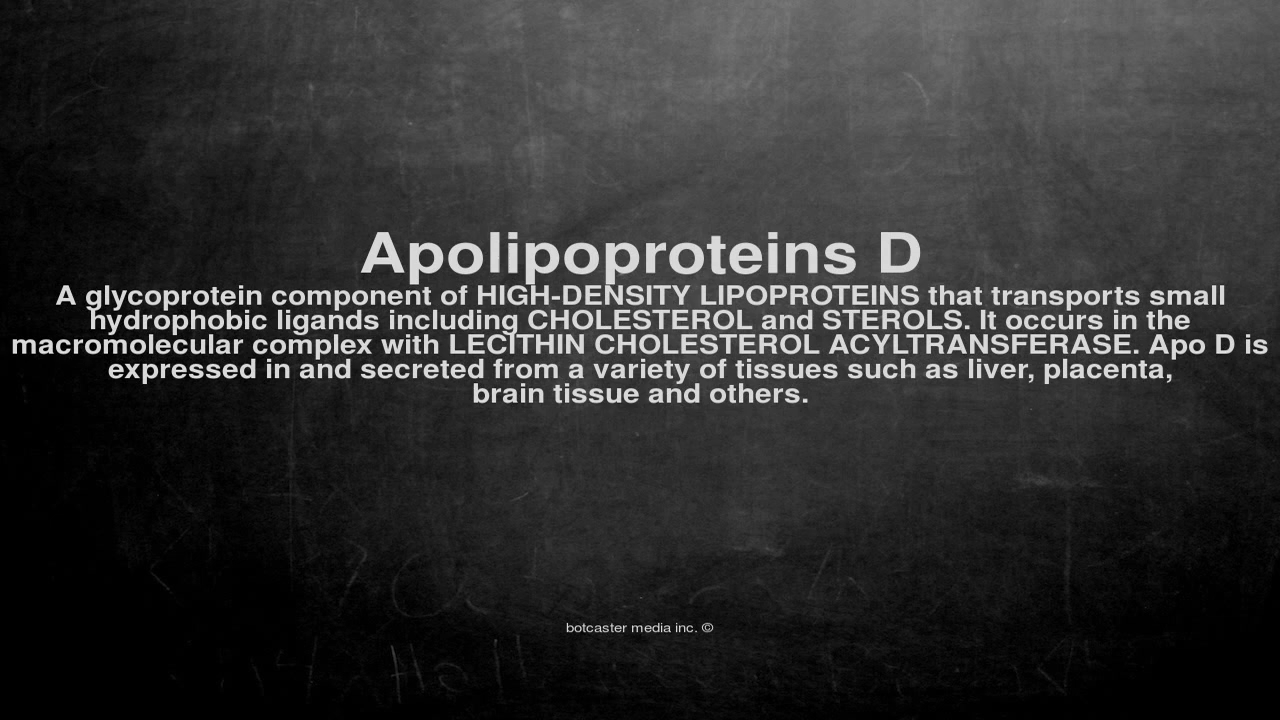 Apolipoproteins D
A glycoprotein component of HIGH-DENSITY LIPOPROTEINS that transports small
hydrophobic ligands including CHOLESTEROL and STEROLS. It occurs in the
macromolecular complex with LECITHIN CHOLESTEROL ACYLTRANSFERASE. Apo D is
expressed in and secreted from a variety of tissues such as liver, placenta,
brain tissue and others.
botcaster media inc. ©